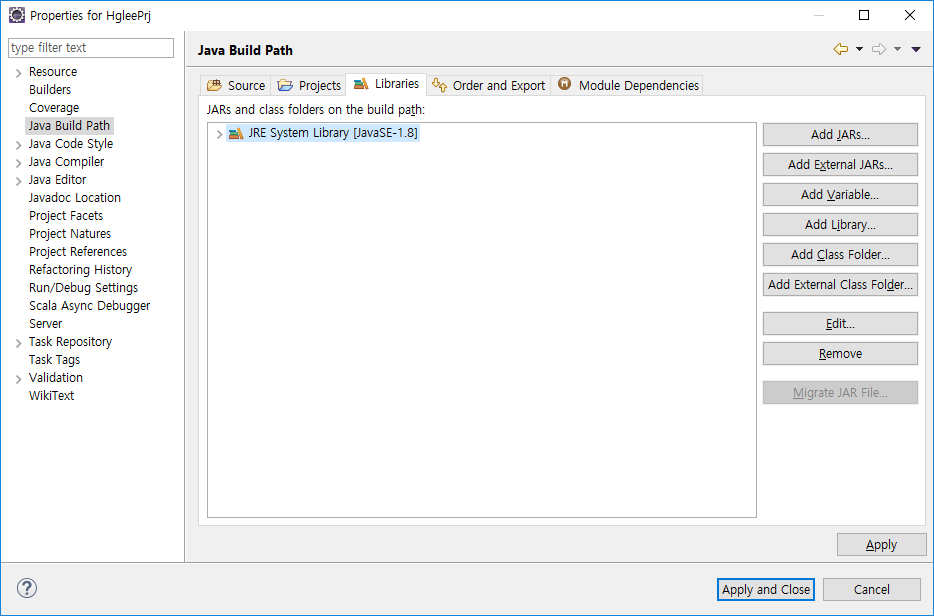 Properties for HgleePrj
type filter text
Resource
Builders
Coverage
Java Build Path
Java Code Style
Java Compiler
Java Editor
Javadoc Location
Project Facets
Project Natures
Project References
Refactoring History
Run/Debug Settings
Scala Async Debugger
Server
Task Repository
Task Tags
Validation
WikiText
Java Build Path
Source Projects Libraries Order and Export M Module Dependencies
JARs and class folders on the build path:
JRE System Library [JavaSE-1.8]
Add JARs...
Add External JARs...
Add Variable...
Add Library...
Add Class Folder...
Add External Class Folder...
Edit...
Remove
Migrate JAR File...
Apply
? Apply and Close Cancel